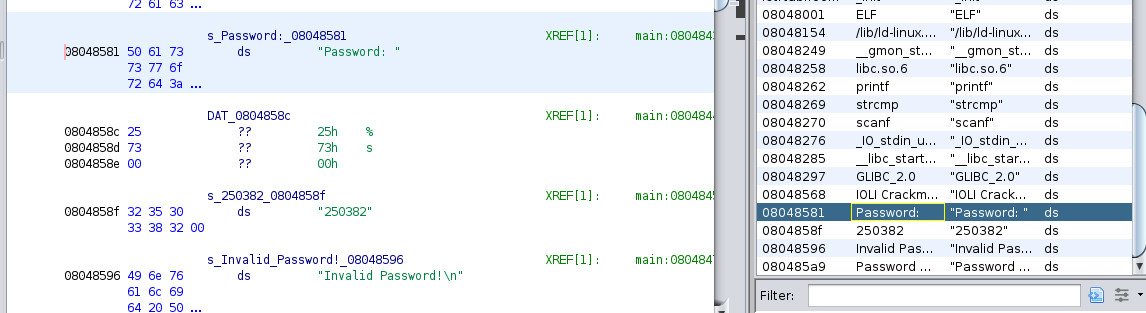 72 61 63 ...
s_Password:_08048581 XREF[1]: main:080484
08048581 50 61 73 ds "Password: "
73 77 6f
72 64 3a ...
DAT_0804858c XREF[1]: main:080484
0804858c 25 ?? 25h %
0804858d 73 ?? 73h s
0804858e 00 ?? 00h
s_250382_0804858f XREF[1]: main:080484
0804858f 32 35 30 ds "250382"
33 38 32 00
s_Invalid_Password!_08048596 XREF[1]: main:080484
08048596 49 6e 76 ds "Invalid Password!\n"
61 6c 69
64 20 50 ...
08048001 ELF "ELF" ds
08048154 /lib/ld-linux.... "/lib/ld-linux... ds
08048249 __gmon_st... "__gmon_st... ds
08048258 libc.so.6 "libc.so.6" ds
08048262 printf "printf" ds
08048269 strcmp "strcmp" ds
08048270 scanf "scanf" ds
08048276 _IO_stdin_u... "_IO_stdin_... ds
08048285 __libc_start... "__libc_star... ds
08048297 GLIBC_2.0 "GLIBC_2.0" ds
08048568 IOLI Crackm... "IOLI Crack... ds
08048581 Password: "Password: " ds
0804858f 250382 "250382" ds
08048596 Invalid Pas... "Invalid Pas... ds
080485a9 Password ... "Password ... ds
Filter: